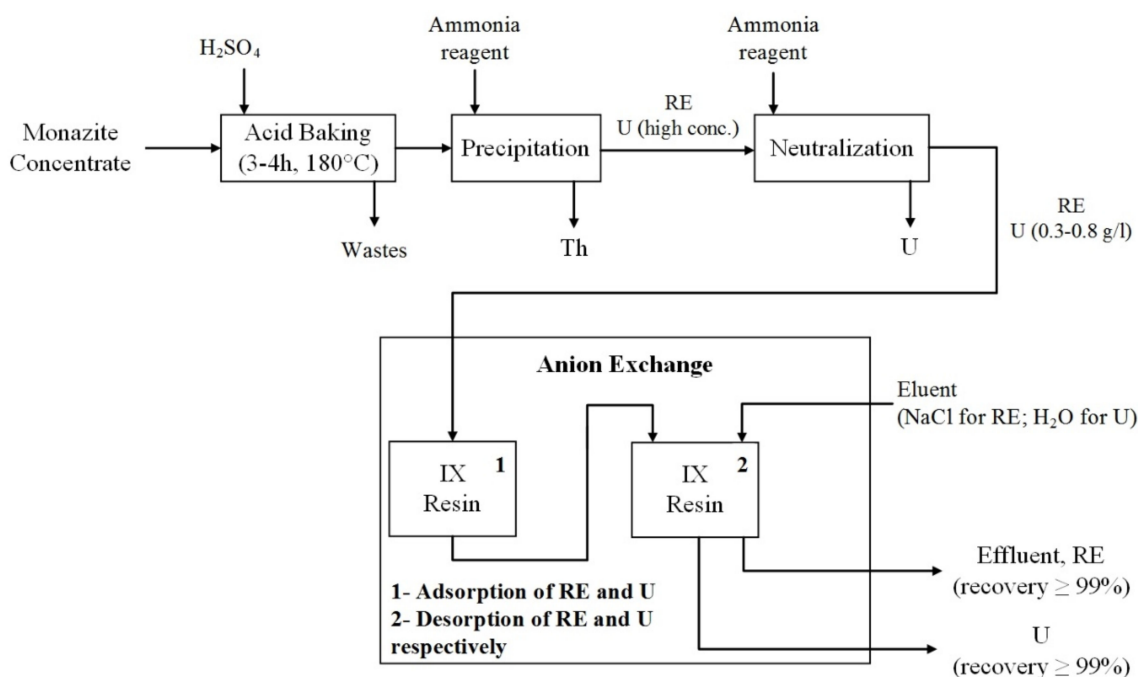 H₂SO₄
Ammonia
reagent
Ammonia
reagent
Monazite
Concentrate
Acid Baking
(3-4h, 180°C)
Precipitation
RE
U (high conc.)
Neutralization
RE
U (0.3-0.8 g/l)
Wastes
Th
U
Anion Exchange
Eluent
(NaCl for RE; H₂O for U)
IX
Resin
1
IX
Resin
2
1- Adsorption of RE and U
2- Desorption of RE and U
respectively
Effluent, RE
(recovery ≥ 99%)
U
(recovery ≥ 99%)